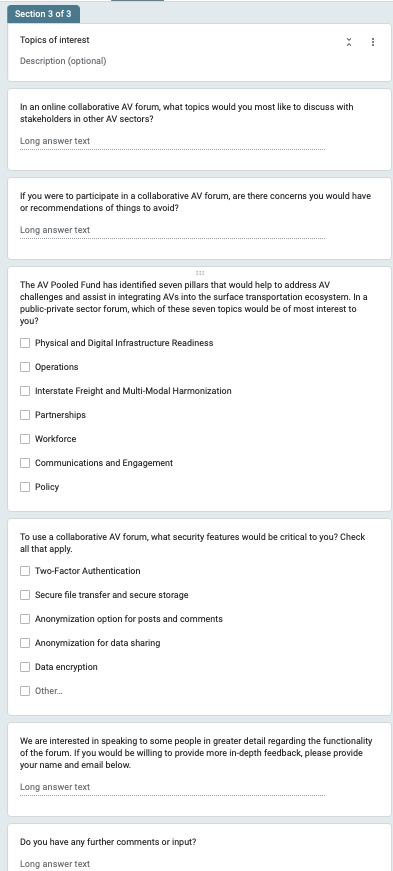 Section 3 of 3
Topics of interest
Description (optional)
In an online collaborative AV forum, what topics would you most like to discuss with
stakeholders in other AV sectors?
Long answer text
If you were to participate in a collaborative AV forum, are there concerns you would have
or recommendations of things to avoid?
Long answer text
The AV Pooled Fund has identified seven pillars that would help to address AV
challenges and assist in integrating AVs into the surface transportation ecosystem. In a
public-private sector forum, which of these seven topics would be of most interest to
you?
Physical and Digital Infrastructure Readiness
Operations
Interstate Freight and Multi-Modal Harmonization
Partnerships
Workforce
Communications and Engagement
Policy
To use a collaborative AV forum, what security features would be critical to you? Check
all that apply.
Two-Factor Authentication
Secure file transfer and secure storage
Anonymization option for posts and comments
Anonymization for data sharing
Data encryption
Other...
We are interested in speaking to some people in greater detail regarding the functionality
of the forum. If you would be willing to provide more in-depth feedback, please provide
your name and email below.
Long answer text
Do you have any further comments or input?
Long answer text